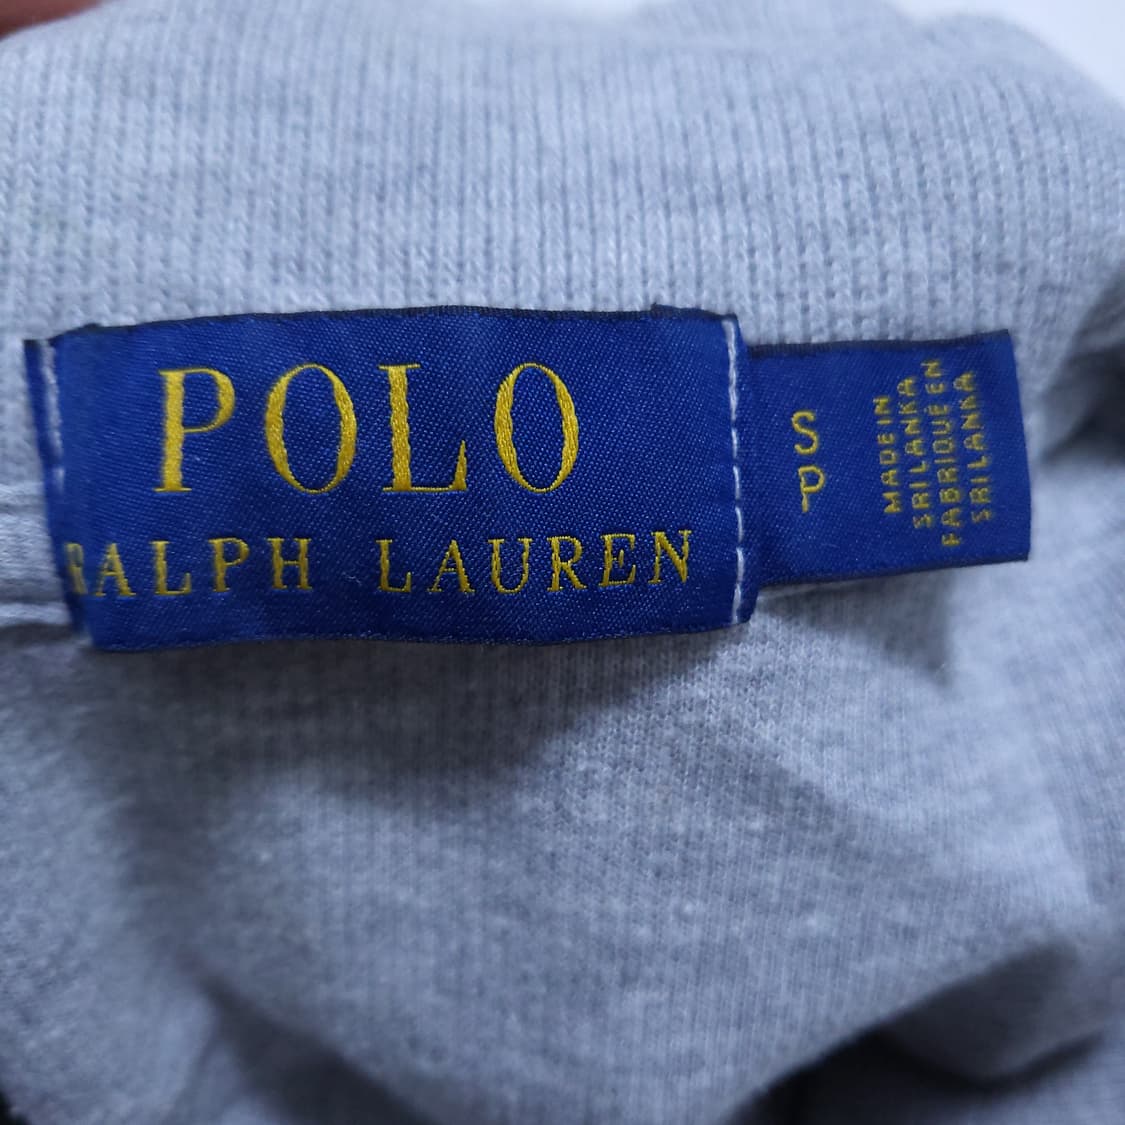 POLO
RALPH LAUREN
S
P
MADE IN
SRI LANKA
FABRIQUÉ EN
SRI LANKA